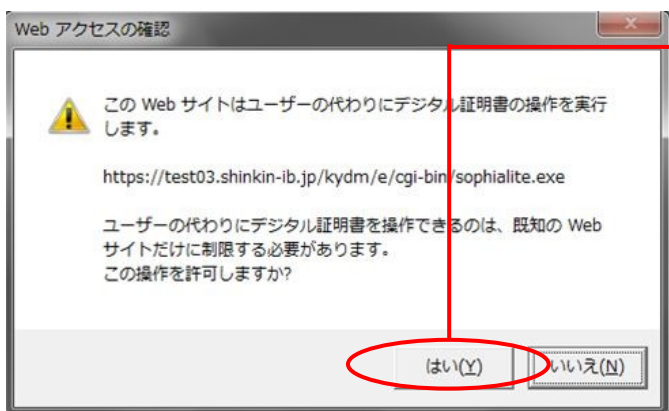 Web アクセスの確認
この Web サイトはユーザーの代わりにデジタル証明書の操作を実行
します。
https://test03.shinkin-ib.jp/kydm/e/cgi-bin/sophialite.exe
ユーザーの代わりにデジタル証明書を操作できるのは、既知の Web
サイトだけに制限する必要があります。
この操作を許可しますか?
はい(Y) いいえ(N)